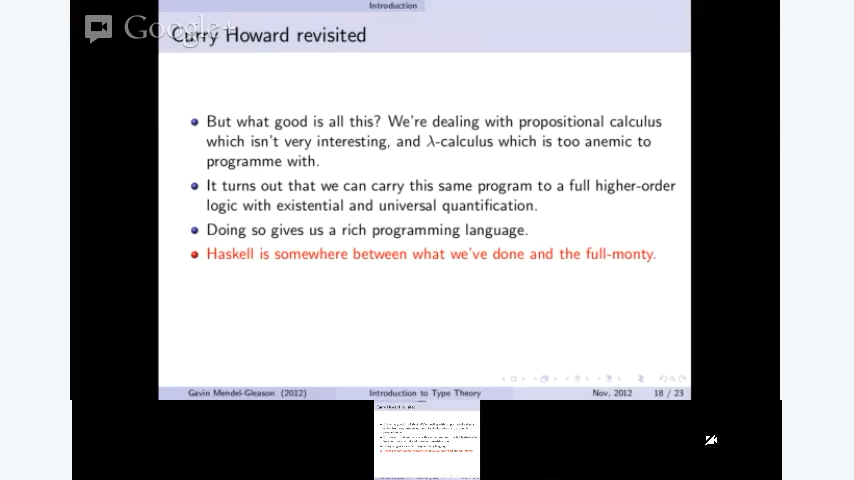 Introduction
Google+
Curry Howard revisited
But what good is all this? We're dealing with propositional calculus
which isn't very interesting, and λ-calculus which is too anemic to
programme with.
It turns out that we can carry this same program to a full higher-order
logic with existential and universal quantification.
Doing so gives us a rich programming language.
Haskell is somewhere between what we've done and the full-monty.
Gavin Mendel-Gleason (2012) Introduction to Type Theory Nov, 2012 18 / 23
Curry Howard revisited